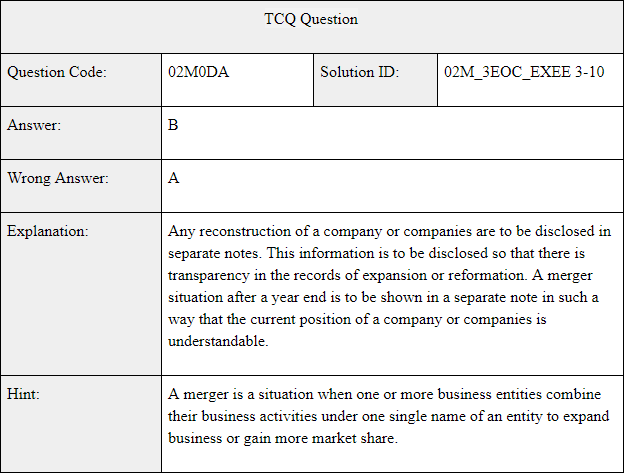 TCQ Question
Question Code: 02M0DA Solution ID: 02M_3EOC_EXEE 3-10
Answer: B
Wrong Answer: A
Explanation: Any reconstruction of a company or companies are to be disclosed in
separate notes. This information is to be disclosed so that there is
transparency in the records of expansion or reformation. A merger
situation after a year end is to be shown in a separate note in such a
way that the current position of a company or companies is
understandable.
Hint: A merger is a situation when one or more business entities combine
their business activities under one single name of an entity to expand
business or gain more market share.